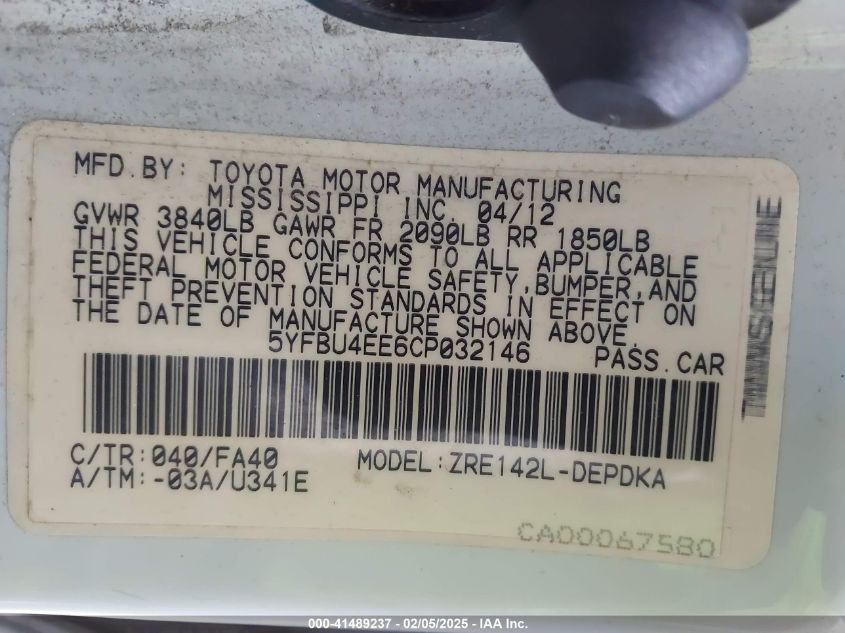 MFD.BY: TOYOTA MOTOR MANUFACTURING
MISSISSIPPI INC. 04/12
GVWR 3840LB GAWR FR 2090LB RR 1850LB
THIS VEHICLE CONFORMS TO ALL APPLICABLE
FEDERAL MOTOR VEHICLE SAFETY,BUMPER,AND
THEFT PREVENTION STANDARDS IN EFFECT ON
THE DATE OF MANUFACTURE SHOWN ABOVE.
5YFBU4EE6CP032146 PASS.CAR
C/TR:040/FA40 MODEL:ZRE142L-DEPDKA
A/TM:-03A/U341E
CA00067580
000-41489237 - 02/05/2025 - IAA Inc.